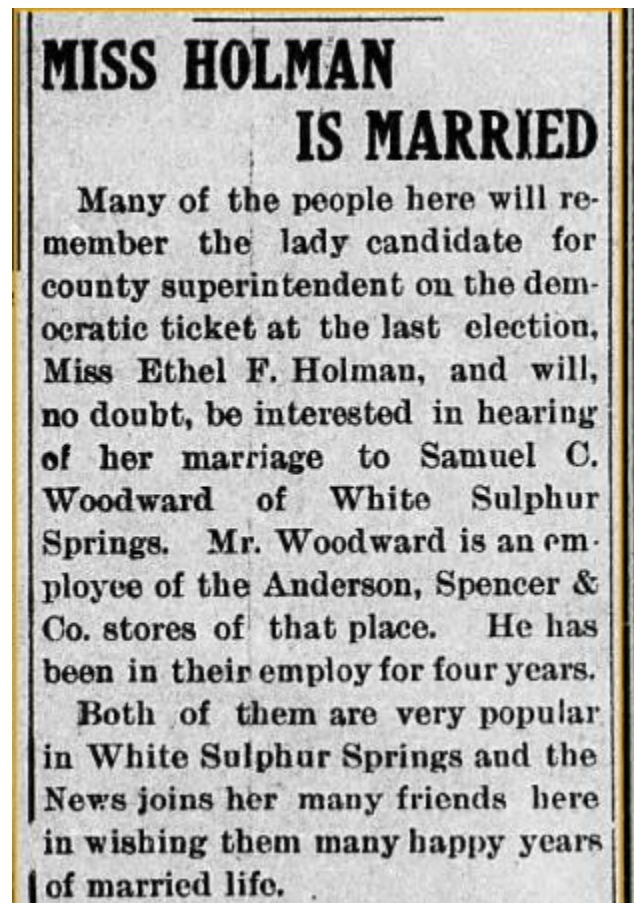 MISS HOLMAN
IS MARRIED
Many of the people here will re-
member the lady candidate for
county superintendent on the dem-
ocratic ticket at the last election,
Miss Ethel F. Holman, and will,
no doubt, be interested in hearing
of her marriage to Samuel C.
Woodward of White Sulphur
Springs. Mr. Woodward is an em-
ployee of the Anderson, Spencer &
Co. stores of that place. He has
been in their employ for four years.
Both of them are very popular
in White Sulphur Springs and the
News joins her many friends here
in wishing them many happy years
of married life.